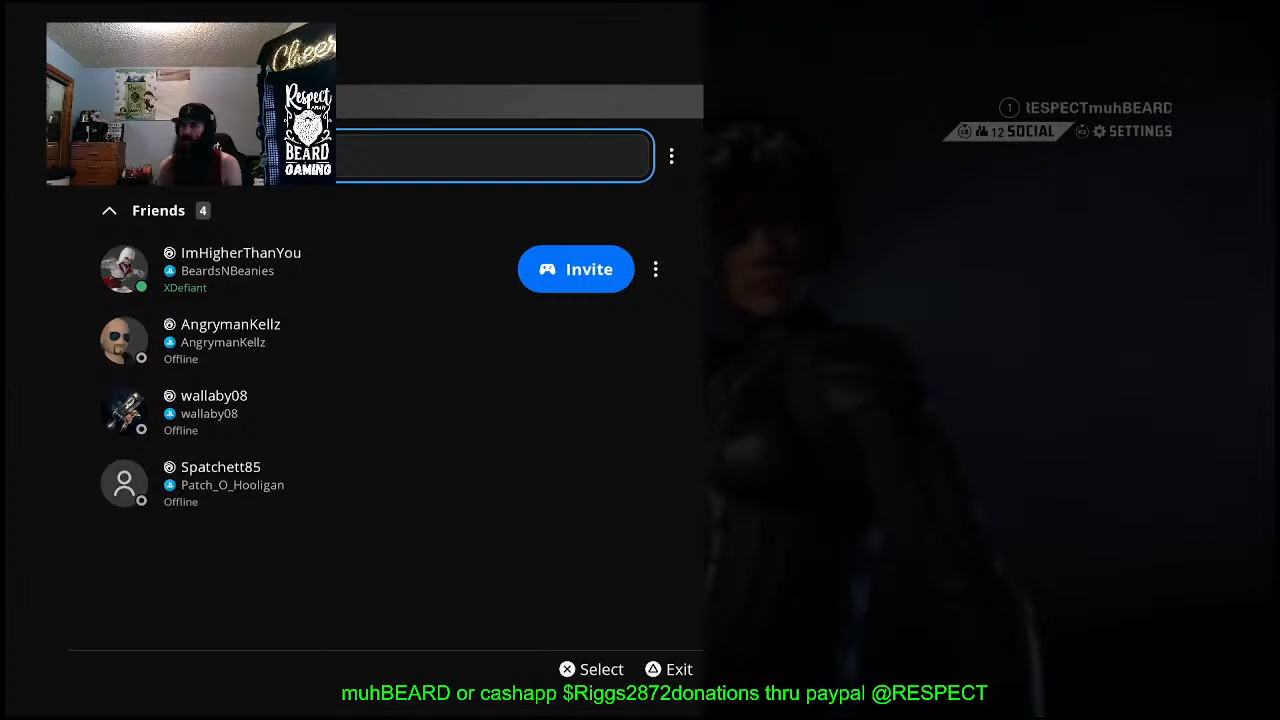 Cheer
Respect
BEARD
GAMING
1 RESPECTmuhBEARD
12 SOCIAL
SETTINGS
Friends 4
ImHigherThanYou
BeardsNBeanies
XDefiant
Invite
AngrymanKellz
AngrymanKellz
Offline
wallaby08
wallaby08
Offline
Spatchett85
Patch_O_Hooligan
Offline
Select Exit
muhBEARD or cashapp $Riggs2872donations thru paypal @RESPECT